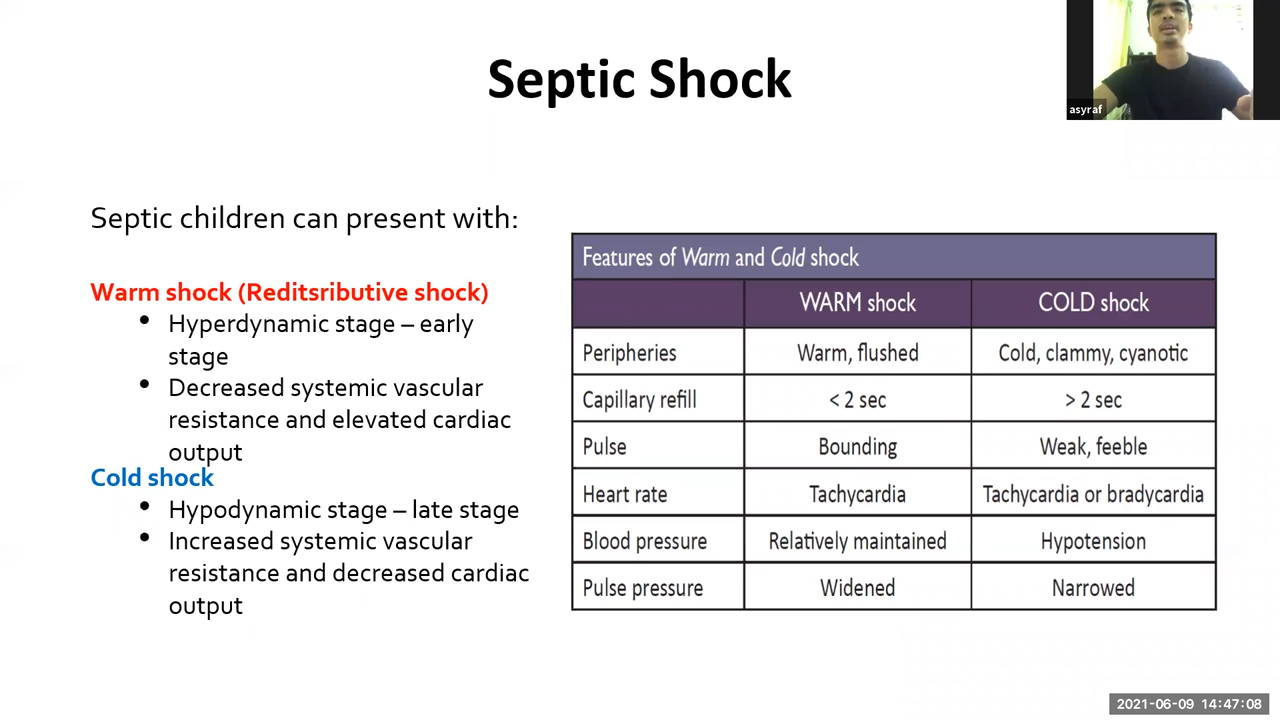 Septic Shock
asyraf
Septic children can present with:
Warm shock (Reditsributive shock)
• Hyperdynamic stage – early
stage
• Decreased systemic vascular
resistance and elevated cardiac
output
Cold shock
• Hypodynamic stage – late stage
• Increased systemic vascular
resistance and decreased cardiac
output
Features of Warm and Cold shock
WARM shock COLD shock
Peripheries Warm, flushed Cold, clammy, cyanotic
Capillary refill < 2 sec > 2 sec
Pulse Bounding Weak, feeble
Heart rate Tachycardia Tachycardia or bradycardia
Blood pressure Relatively maintained Hypotension
Pulse pressure Widened Narrowed
2021-06-09 14:47:08